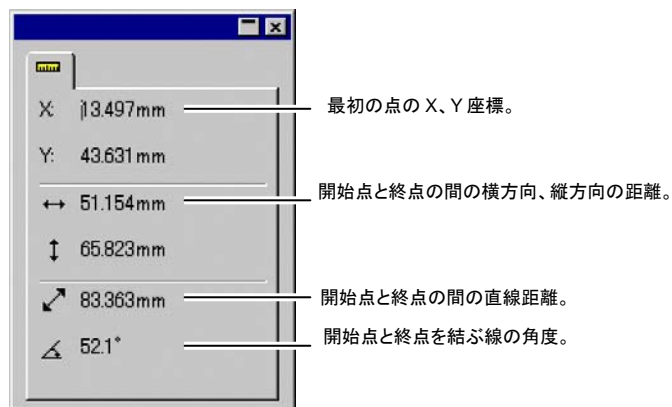 X: 13.497mm
最初の点の X、Y 座標。
Y: 43.631mm
51.154mm
開始点と終点の間の横方向、縦方向の距離。
65.823mm
83.363mm
開始点と終点の間の直線距離。
52.1°
開始点と終点を結ぶ線の角度。